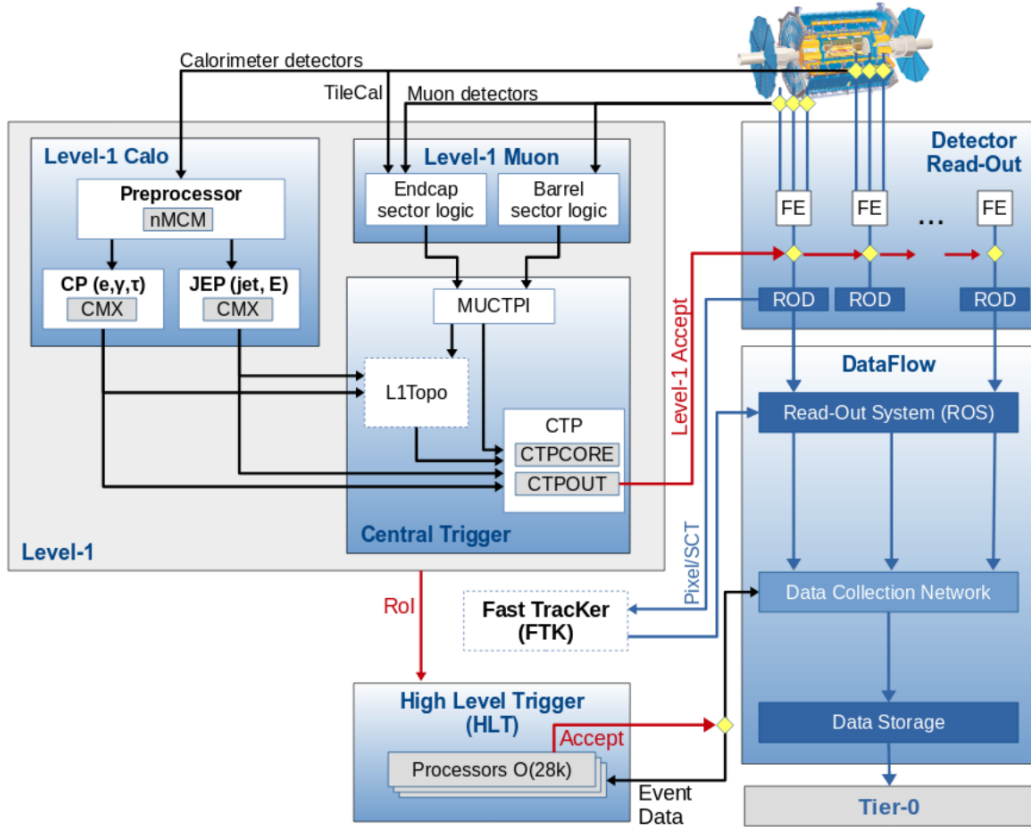 Calorimeter detectors
TileCal
Muon detectors
Level-1 Calo
Preprocessor
nMCM
CP (e,γ,τ)
CMX
JEP (jet, E)
CMX
Level-1 Muon
Endcap
sector logic
Barrel
sector logic
MUCTPI
L1Topo
CTP
CTPCORE
CTPOUT
Central Trigger
Level-1
Level-1 Accept
Detector
Read-Out
FE
FE
...
FE
ROD
ROD
ROD
DataFlow
Read-Out System (ROS)
Data Collection Network
Data Storage
Tier-0
Pixel/SCT
Fast TracKer
(FTK)
RoI
High Level Trigger
(HLT)
Accept
Processors O(28k)
Event
Data